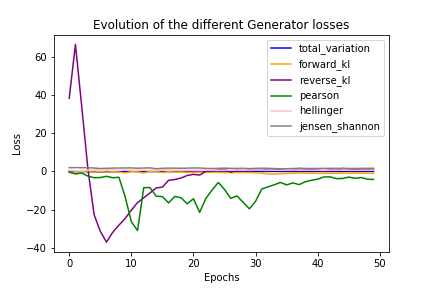 Evolution of the different Generator losses
total_variation
forward_kl
reverse_kl
pearson
hellinger
jensen_shannon
Loss
60
40
20
0
−20
−40
0
10
20
30
40
50
Epochs